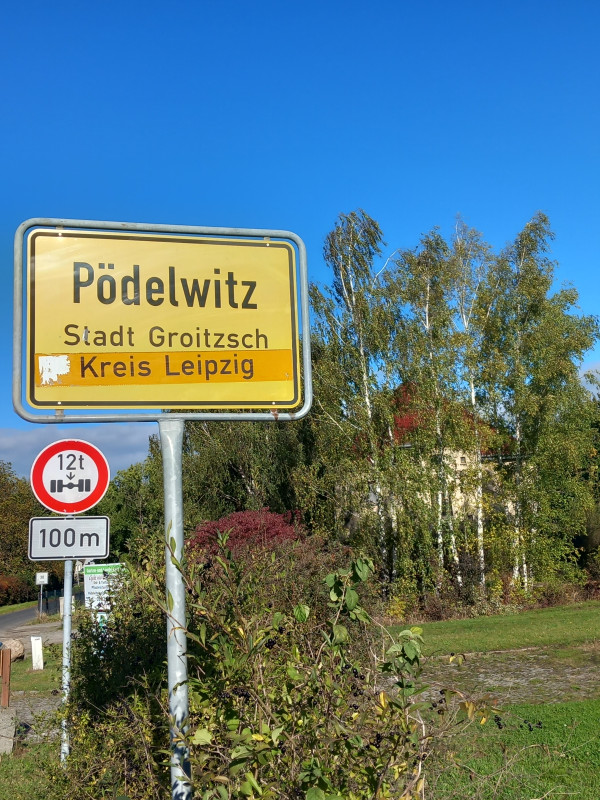 Pödelwitz
Stadt Groitzsch
Kreis Leipzig
12t
100m